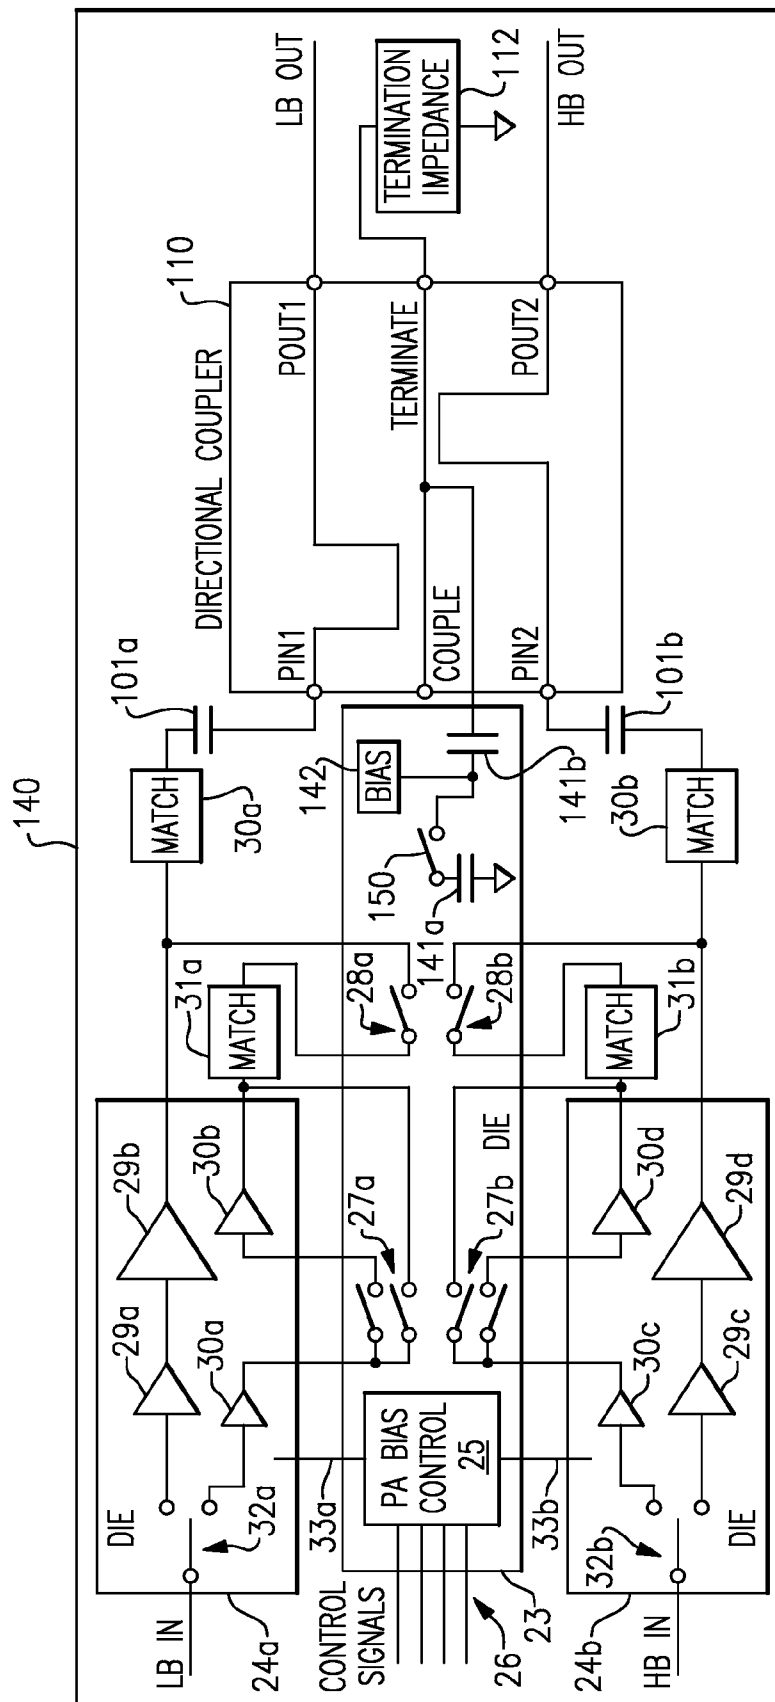 140
LB IN
24a
DIE
32a
29a
29b
30a
30b
31a
MATCH
MATCH
30a
101a
DIRECTIONAL COUPLER
110
PIN1
POUT1
LB OUT
CONTROL
SIGNALS
26
23
33a
33b
PA BIAS
CONTROL
25
27a
27b
DIE
28a
28b
150
141a
142
BIAS
141b
COUPLE
TERMINATE
TERMINATION
IMPEDANCE
112
PIN2
POUT2
HB OUT
HB IN
24b
32b
DIE
30c
30d
29c
29d
31b
MATCH
MATCH
30b
101b